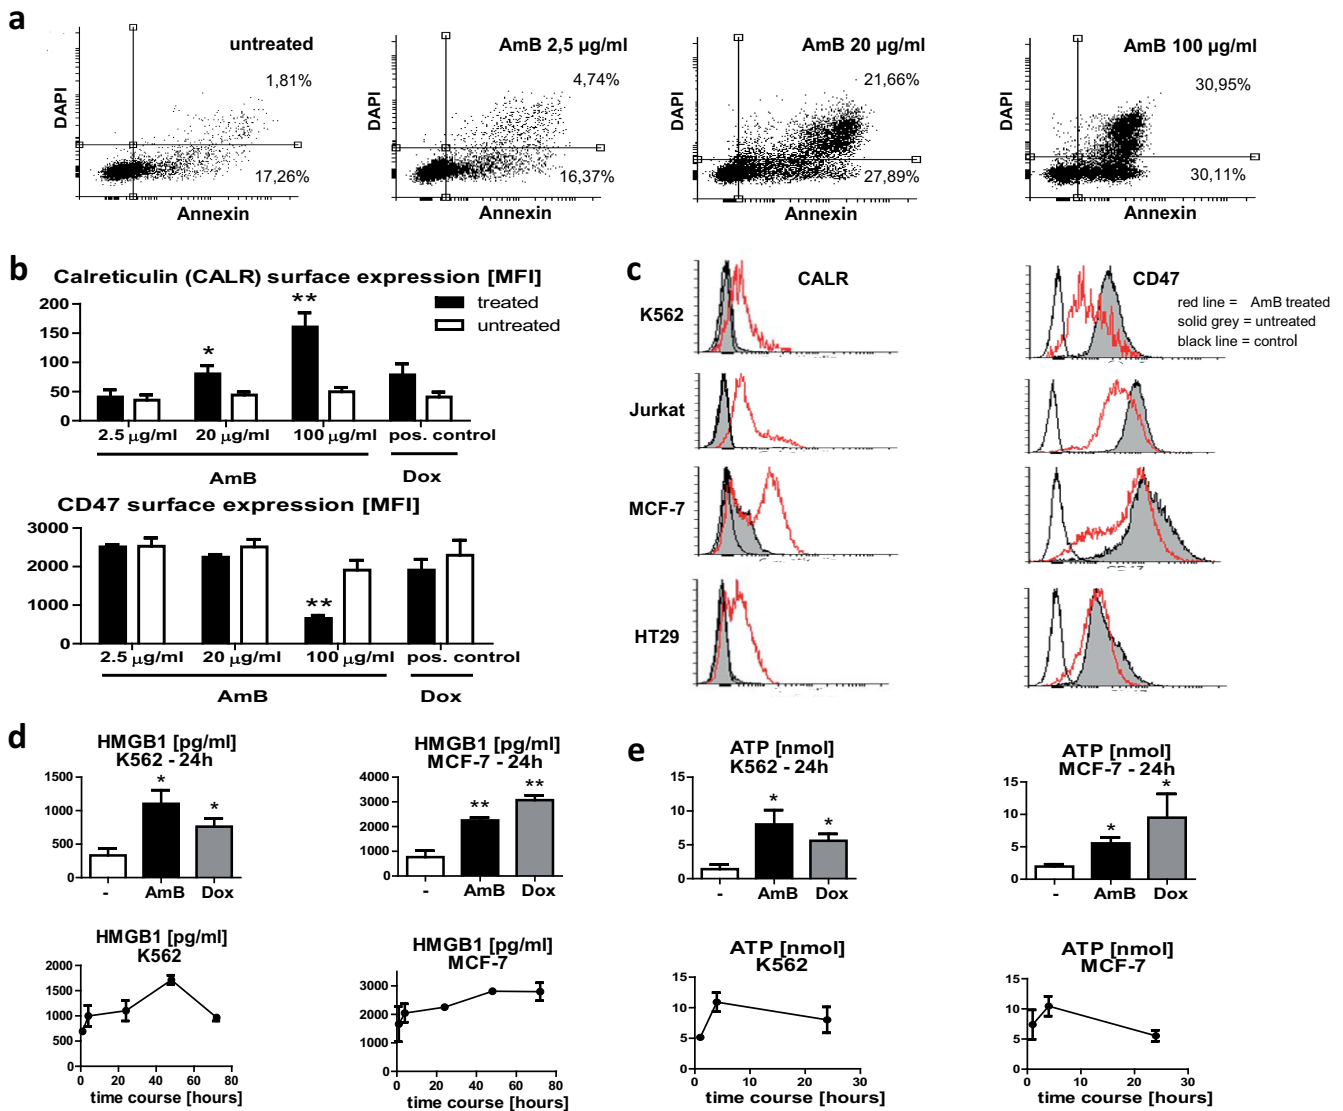 a
untreated
1,81%
17,26%
DAPI
Annexin
AmB 2,5 µg/ml
4,74%
16,37%
DAPI
Annexin
AmB 20 µg/ml
21,66%
27,89%
DAPI
Annexin
AmB 100 µg/ml
30,95%
30,11%
DAPI
Annexin
b
Calreticulin (CALR) surface expression [MFI]
200
150
100
50
0
* **
treated
untreated
2.5 µg/ml 20 µg/ml 100 µg/ml pos. control
AmB Dox
CD47 surface expression [MFI]
3000
2000
1000
0
**
2.5 µg/ml 20 µg/ml 100 µg/ml pos. control
AmB Dox
c
CALR CD47
K562
Jurkat
MCF-7
HT29
red line = AmB treated
solid grey = untreated
black line = control
d
HMGB1 [pg/ml]
K562 - 24h
1500
1000
500
0
* *
- AmB Dox
HMGB1 [pg/ml]
MCF-7 - 24h
4000
3000
2000
1000
0
** **
- AmB Dox
HMGB1 [pg/ml]
K562
2000
1500
1000
500
0
0 20 40 60 80
time course [hours]
HMGB1 [pg/ml]
MCF-7
3000
2000
1000
0
0 20 40 60 80
time course [hours]
e
ATP [nmol]
K562 - 24h
15
10
5
0
* *
- AmB Dox
ATP [nmol]
MCF-7 - 24h
15
10
5
0
* *
- AmB Dox
ATP [nmol]
K562
15
10
5
0
0 10 20 30
time course [hours]
ATP [nmol]
MCF-7
15
10
5
0
0 10 20 30
time course [hours]